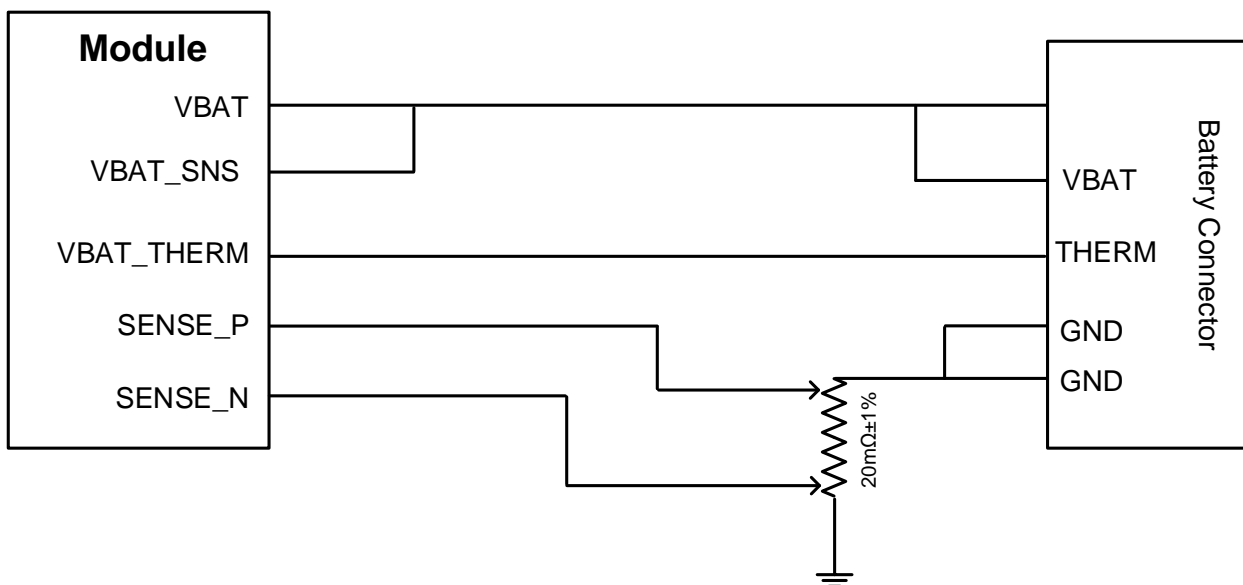 Module
VBAT
VBAT_SNS
VBAT_THERM
SENSE_P
SENSE_N
20mΩ±1%
VBAT
THERM
GND
GND
Battery Connector